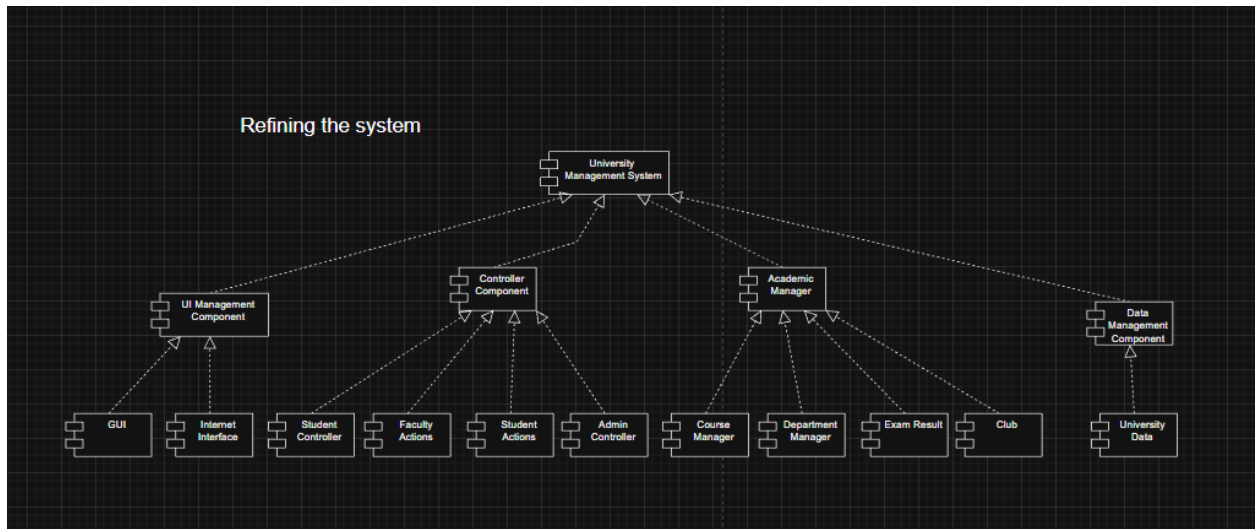 Refining the system
University
Management System
Controller
Component
Academic
Manager
UI Management
Component
Data
Management
Component
GUI
Internet
Interface
Student
Controller
Faculty
Actions
Student
Actions
Admin
Controller
Course
Manager
Department
Manager
Exam Result
Club
University
Data